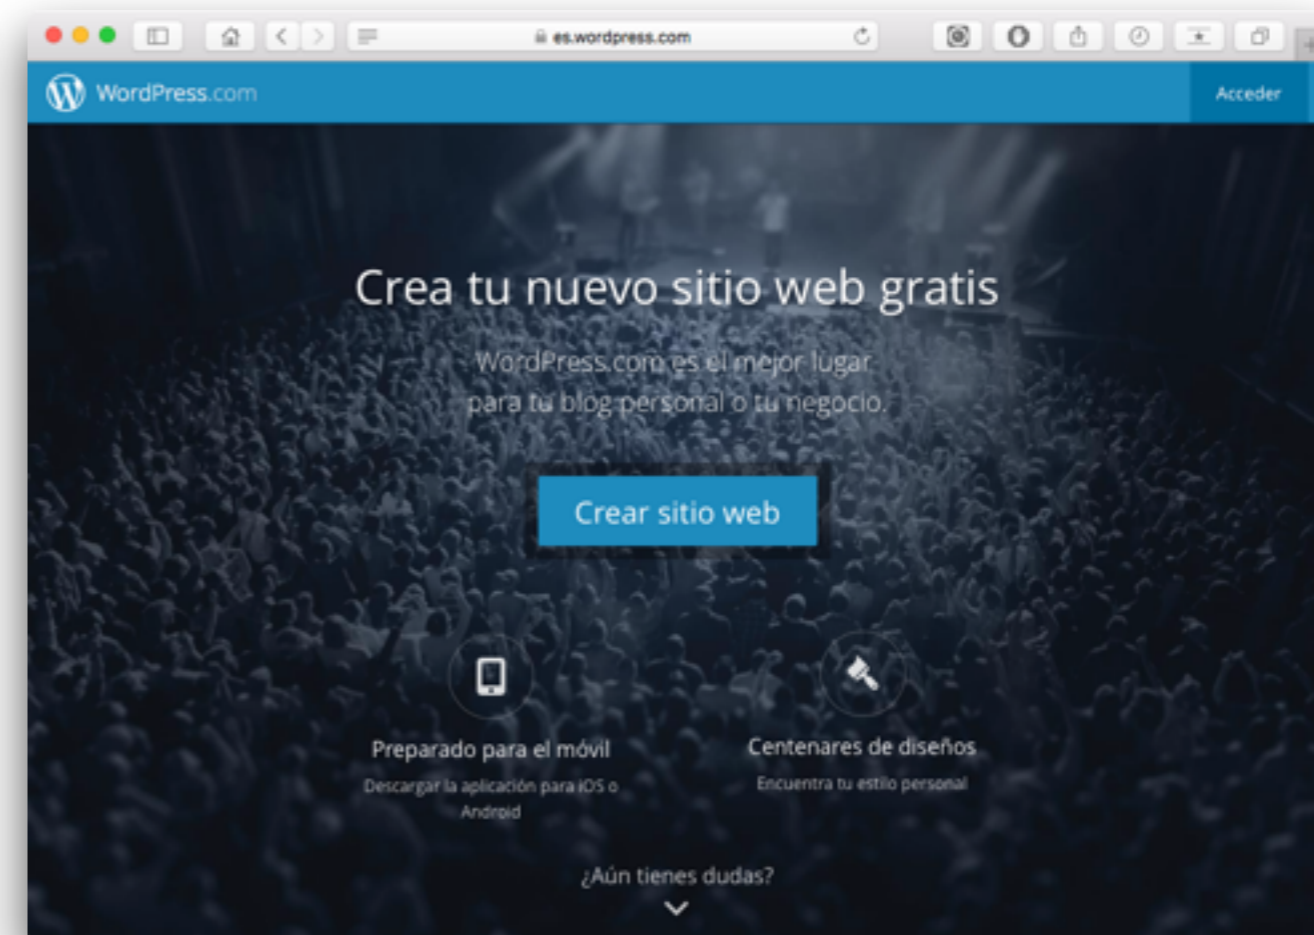 es.wordpress.com
WordPress.com
Acceder
Crea tu nuevo sitio web gratis
WordPress.com es el mejor lugar
para tu blog personal o tu negocio.
Crear sitio web
Preparado para el móvil
Centenares de diseños
Descargar la aplicación para iOS o
Android
Encuentra tu estilo personal
¿Aún tienes dudas?